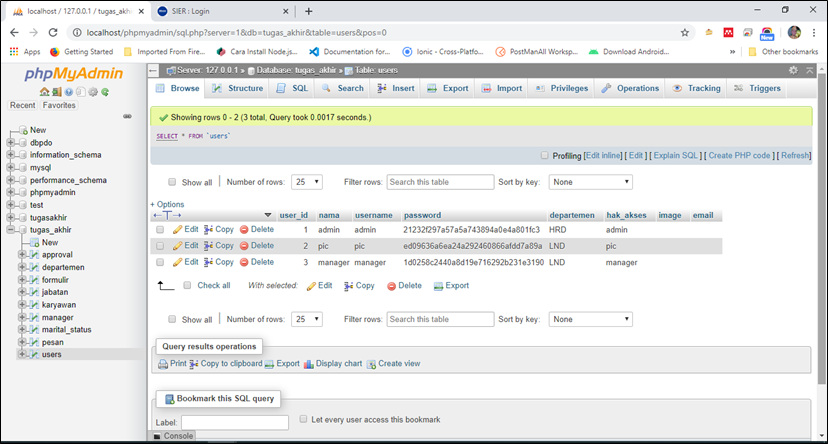 localhost / 127.0.0.1 / tugas_akhir
SIER : Login
localhost/phpmyadmin/sql.php?server=1&db=tugas_akhir&table=users&pos=0
New
Apps Getting Started Imported From Fire... Cara Install Node.js... Documentation for... Ionic - Cross-Platfo... PostManAll Worksp... Download Android... » Other bookmarks
phpMyAdmin
Recent Favorites
New
dbpdo
information_schema
mysql
performance_schema
phpmyadmin
test
tugasakhir
tugas_akhir
New
approval
departemen
formulir
jabatan
karyawan
manager
marital_status
pesan
users
Server: 127.0.0.1 » Database: tugas_akhir » Table: users
Browse Structure SQL Search Insert Export Import Privileges Operations Tracking Triggers
Showing rows 0 - 2 (3 total, Query took 0.0017 seconds.)
SELECT * FROM `users`
Profiling [Edit inline] [ Edit ] [ Explain SQL ] [ Create PHP code ] [ Refresh]
Show all | Number of rows: 25 Filter rows: Search this table Sort by key: None
+ Options
←T→ user_id nama username password departemen hak_akses image email
Edit Copy Delete 1 admin admin 21232f297a57a5a743894a0e4a801fc3 HRD admin
Edit Copy Delete 2 pic pic ed09636a6ea24a292460866afdd7a89a LND pic
Edit Copy Delete 3 manager manager 1d0258c2440a8d19e716292b231e3190 LND manager
Check all With selected: Edit Copy Delete Export
Show all | Number of rows: 25 Filter rows: Search this table Sort by key: None
Query results operations
Print Copy to clipboard Export Display chart Create view
Bookmark this SQL query
Label: Let every user access this bookmark
Console